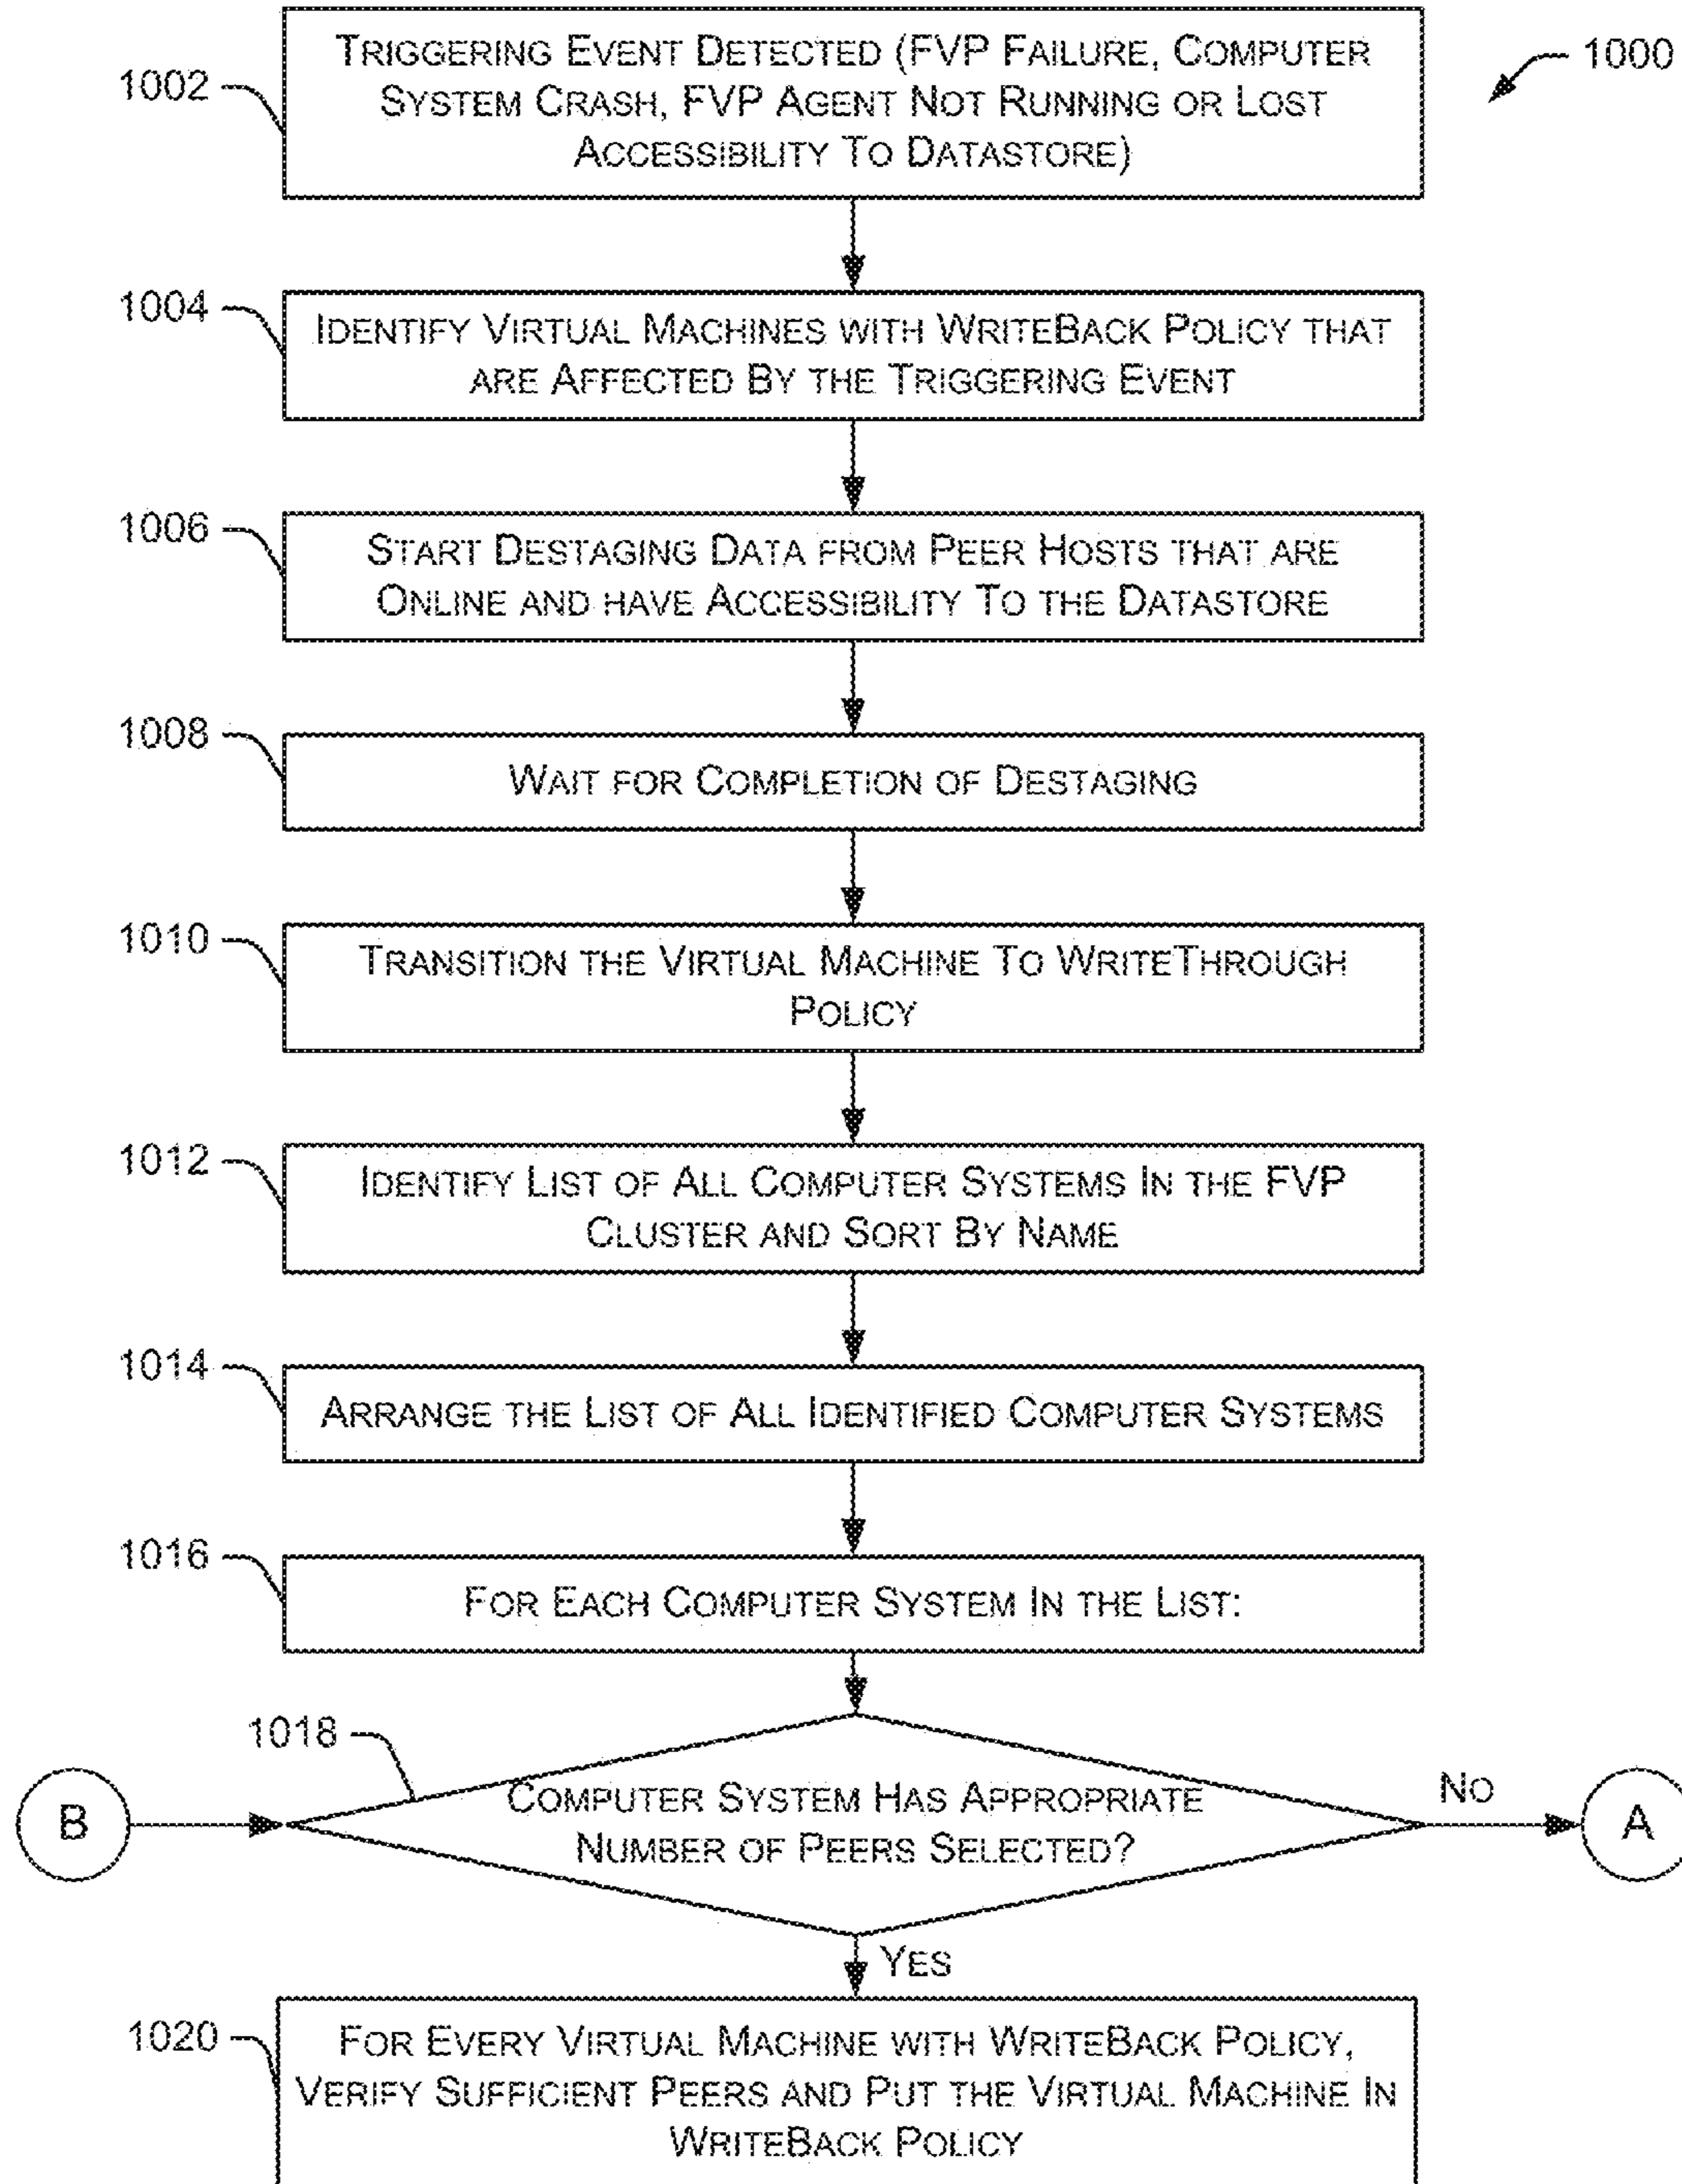 1000
1002
TRIGGERING EVENT DETECTED (FVP FAILURE, COMPUTER
SYSTEM CRASH, FVP AGENT NOT RUNNING OR LOST
ACCESSIBILITY TO DATASTORE)
1004
IDENTIFY VIRTUAL MACHINES WITH WRITEBACK POLICY THAT
ARE AFFECTED BY THE TRIGGERING EVENT
1006
START DESTAGING DATA FROM PEER HOSTS THAT ARE
ONLINE AND HAVE ACCESSIBILITY TO THE DATASTORE
1008
WAIT FOR COMPLETION OF DESTAGING
1010
TRANSITION THE VIRTUAL MACHINE TO WRITETHROUGH
POLICY
1012
IDENTIFY LIST OF ALL COMPUTER SYSTEMS IN THE FVP
CLUSTER AND SORT BY NAME
1014
ARRANGE THE LIST OF ALL IDENTIFIED COMPUTER SYSTEMS
1016
FOR EACH COMPUTER SYSTEM IN THE LIST:
1018
B
COMPUTER SYSTEM HAS APPROPRIATE
NUMBER OF PEERS SELECTED?
NO
A
YES
1020
FOR EVERY VIRTUAL MACHINE WITH WRITEBACK POLICY,
VERIFY SUFFICIENT PEERS AND PUT THE VIRTUAL MACHINE IN
WRITEBACK POLICY